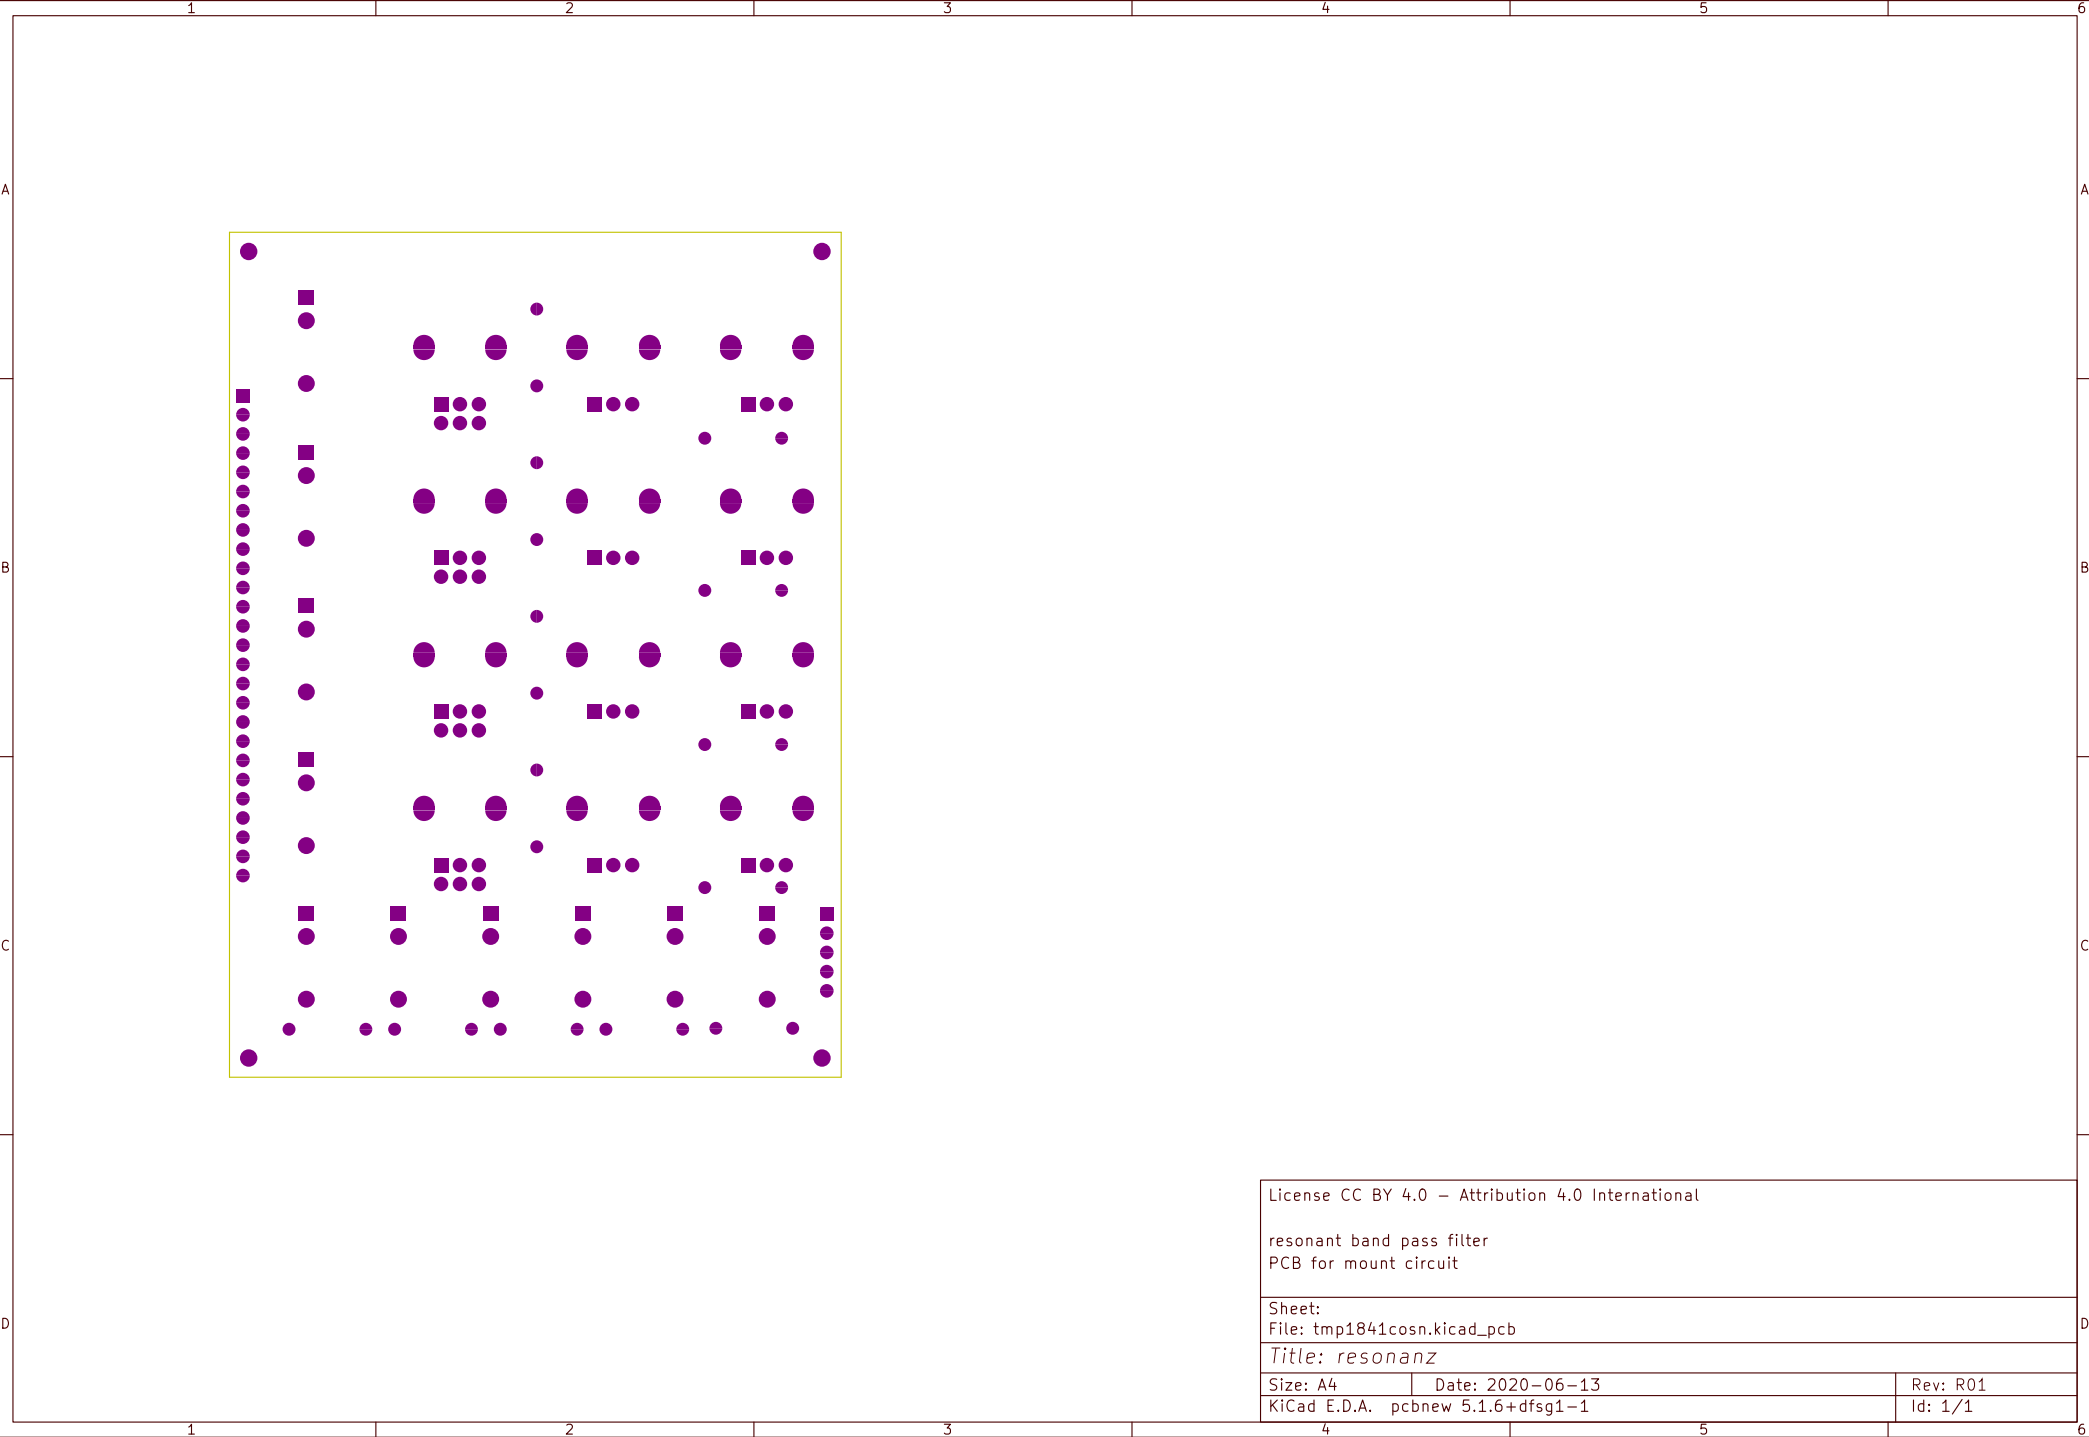 1 2 3 4 5 6
A A
B B
C C
D D
License CC BY 4.0 - Attribution 4.0 International
resonant band pass filter
PCB for mount circuit
Sheet:
File: tmp1841cosn.kicad_pcb
Title: resonanz
Size: A4 Date: 2020-06-13 Rev: R01
KiCad E.D.A. pcbnew 5.1.6+dfsg1-1 Id: 1/1
1 2 3 4 5 6